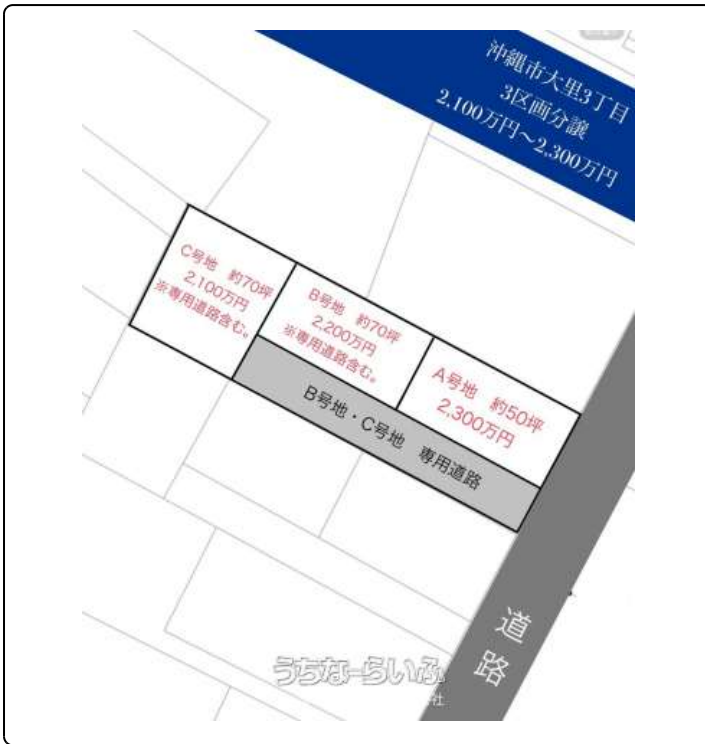 沖縄市大里3丁目
3区画分譲
2,100万円～2,300万円
C号地 約70坪
2,100万円
※専用道路含む。
B号地 約70坪
2,200万円
※専用道路含む。
A号地 約50坪
2,300万円
B号地・C号地 専用道路
道路
うちなーらいふ
社